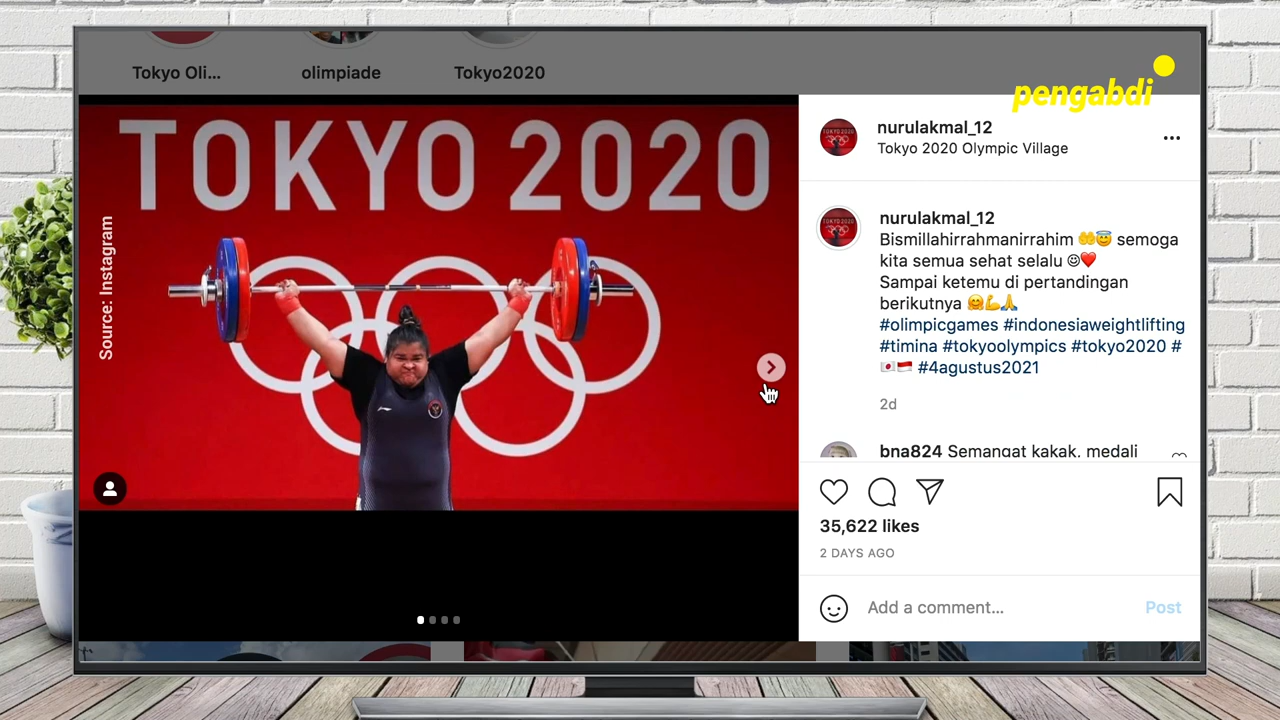 Tokyo Oli...
olimpiade
Tokyo2020
pengabdi
TOKYO 2020
Source: Instagram
nurulakmal_12
Tokyo 2020 Olympic Village
nurulakmal_12
Bismillahirrahmanirrahim 🤲😇 semoga
kita semua sehat selalu ☺❤️
Sampai ketemu di pertandingan
berikutnya 🤗💪🙏
#olimpicgames #indonesiaweightlifting
#timina #tokyoolympics #tokyo2020 #
🇯🇵🇮🇩 #4agustus2021
2d
bna824 Semangat kakak, medali
35,622 likes
2 DAYS AGO
Add a comment...
Post